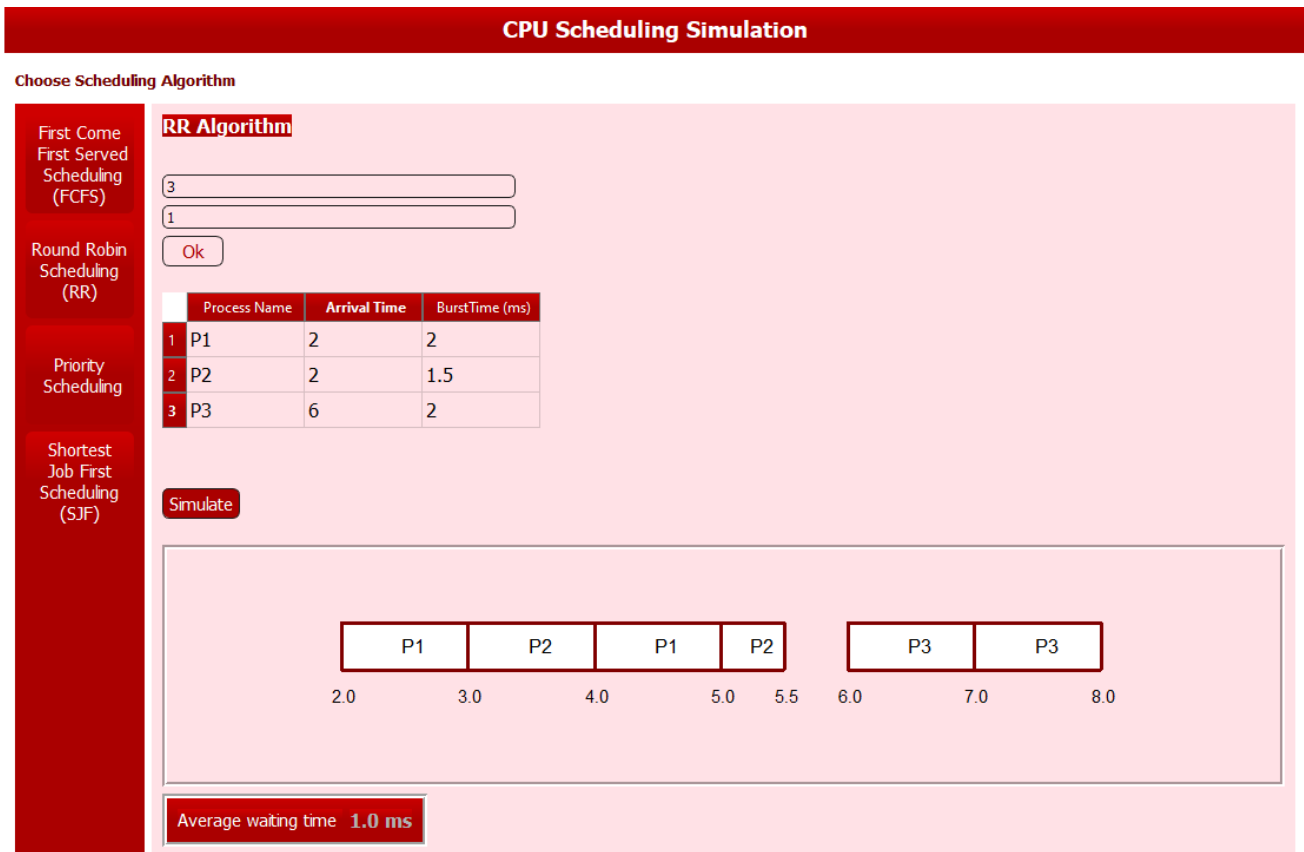 CPU Scheduling Simulation
Choose Scheduling Algorithm
First Come
First Served
Scheduling
(FCFS)
Round Robin
Scheduling
(RR)
Priority
Scheduling
Shortest
Job First
Scheduling
(SJF)
RR Algorithm
3
1
Ok
Process Name Arrival Time BurstTime (ms)
1 P1 2 2
2 P2 2 1.5
3 P3 6 2
Simulate
P1 P2 P1 P2 P3 P3
2.0 3.0 4.0 5.0 5.5 6.0 7.0 8.0
Average waiting time 1.0 ms